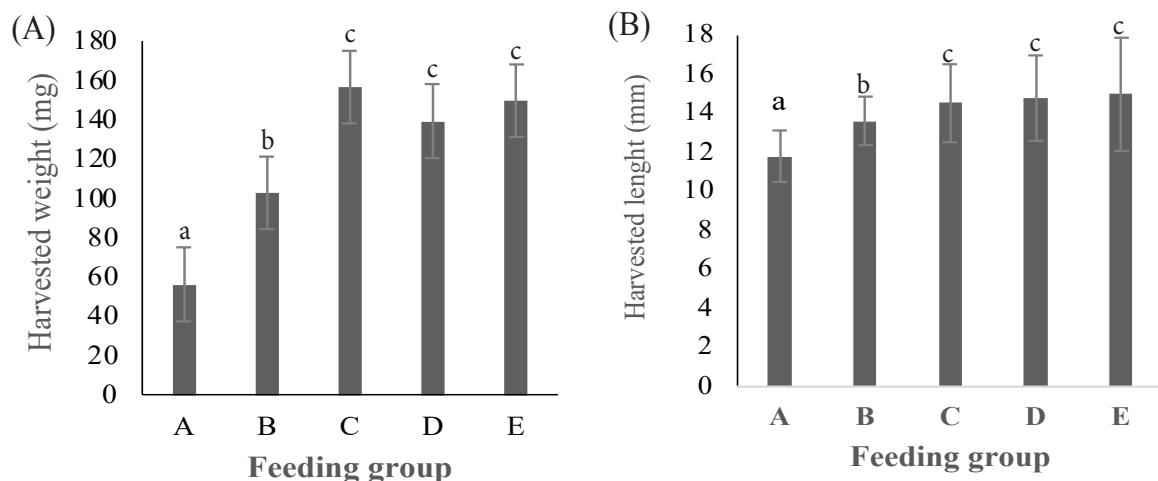 (A)
Harvested weight (mg)
180
160
140
120
100
80
60
40
20
0
a
b
c
c
c
A B C D E
Feeding group
(B)
Harvested lenght (mm)
18
16
14
12
10
8
6
4
2
0
a
b
c
c
c
A B C D E
Feeding group